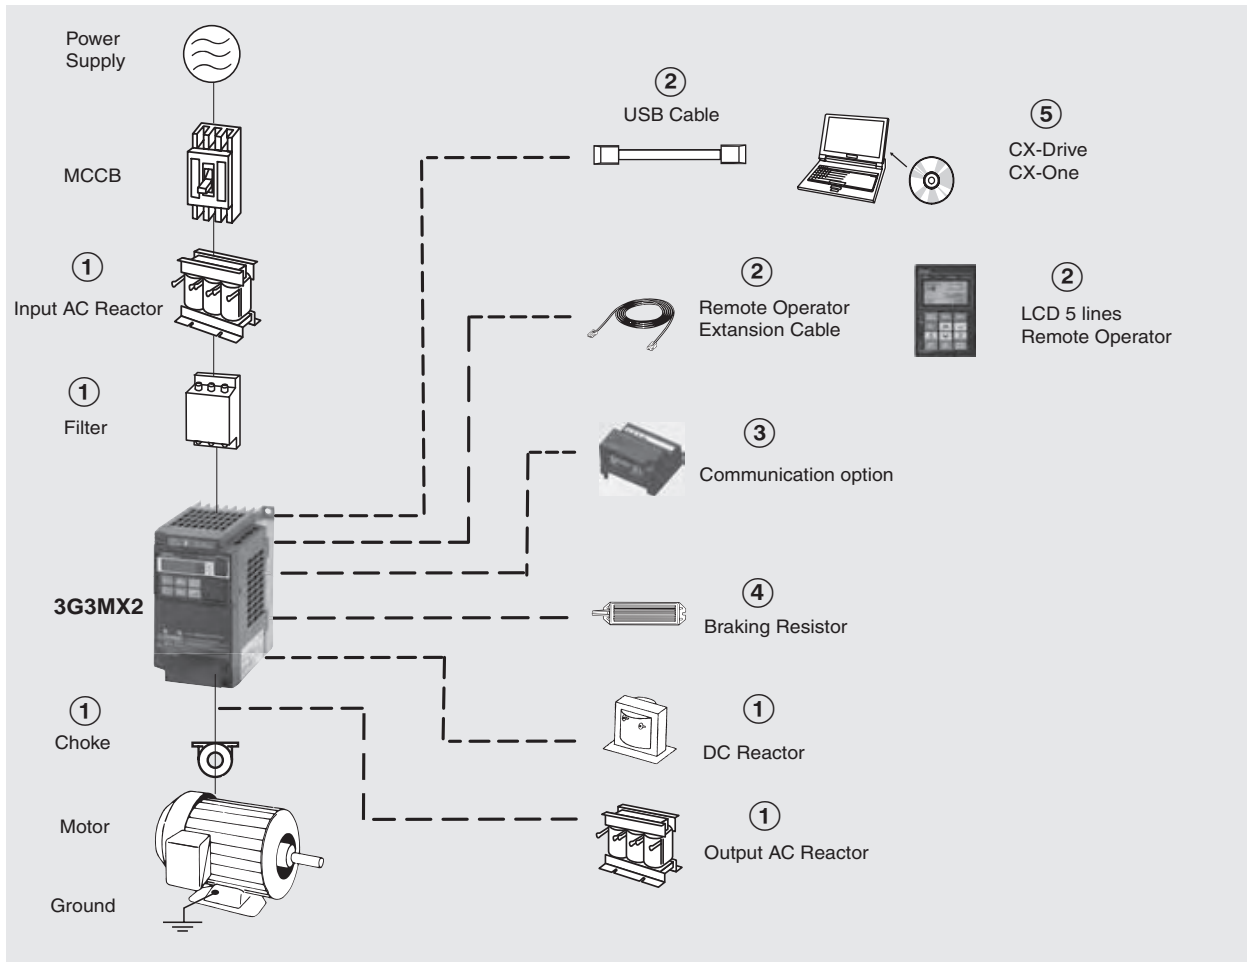 Power
Supply
MCCB
1
Input AC Reactor
1
Filter
3G3MX2
1
Choke
Motor
Ground
2
USB Cable
5
CX-Drive
CX-One
2
Remote Operator
Extansion Cable
2
LCD 5 lines
Remote Operator
3
Communication option
4
Braking Resistor
1
DC Reactor
1
Output AC Reactor